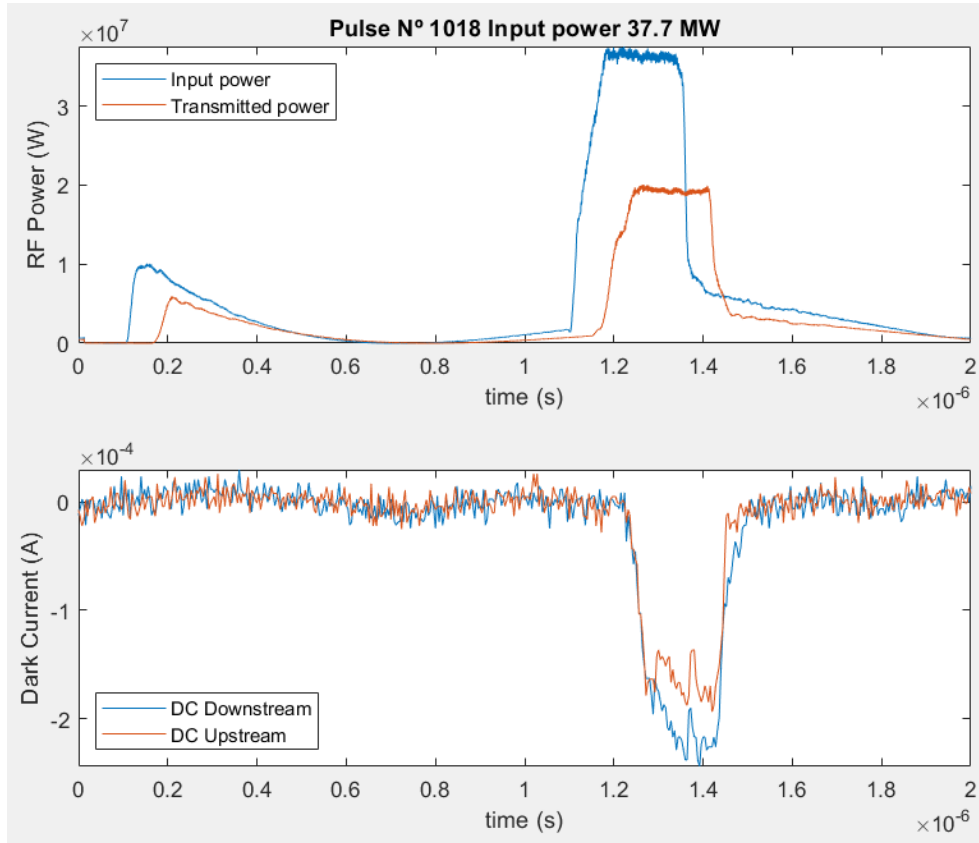 Pulse Nº 1018 Input power 37.7 MW
×10^7
Input power
Transmitted power
RF Power (W)
3
2
1
0
0 0.2 0.4 0.6 0.8 1 1.2 1.4 1.6 1.8 2
time (s)
×10^-6
×10^-4
Dark Current (A)
0
-1
-2
DC Downstream
DC Upstream
0 0.2 0.4 0.6 0.8 1 1.2 1.4 1.6 1.8 2
time (s)
×10^-6